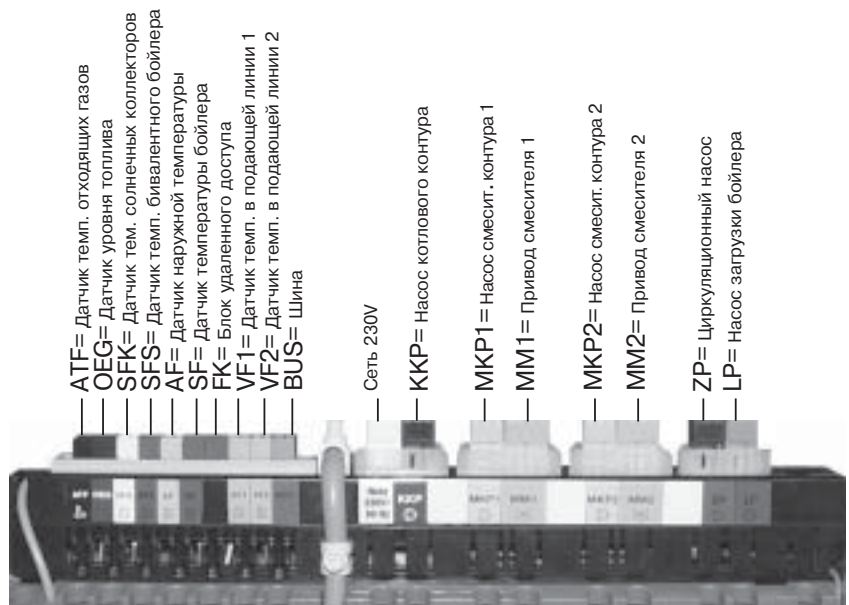 ATF= Датчик темп. отходящих газов
OEG= Датчик уровня топлива
SFK= Датчик тем. солнечных коллекторов
SFS= Датчик темп. бивалентного бойлера
AF= Датчик наружной температуры
SF= Датчик температуры бойлера
FK= Блок удаленного доступа
VF1= Датчик темп. в подающей линии 1
VF2= Датчик темп. в подающей линии 2
BUS= Шина
Сеть 230V
KKP= Насос котлового контура
MKP1= Насос смесит. контура 1
MM1= Привод смесителя 1
MKP2= Насос смесит. контура 2
MM2= Привод смесителя 2
ZP= Циркуляционный насос
LP= Насос загрузки бойлера
KKP
MKP1
MM1
MKP2
MM2